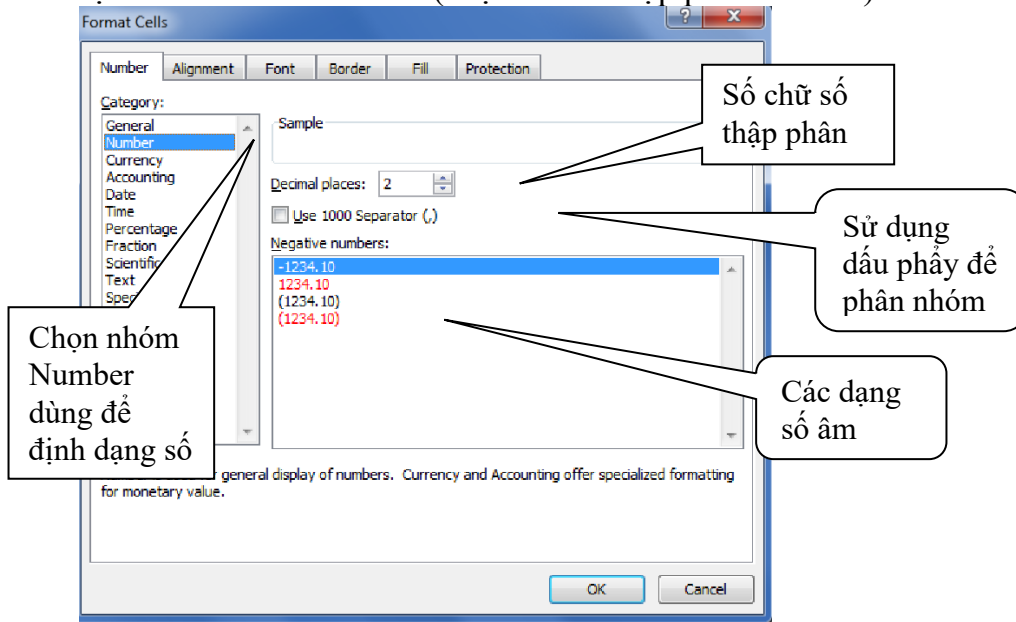 Format Cells
Number Alignment Font Border Fill Protection
Category:
General
Number
Currency
Accounting
Date
Time
Percentage
Fraction
Scientific
Text
Sample
Decimal places: 2
Use 1000 Separator (,)
Negative numbers:
-1234.10
1234.10
(1234.10)
(1234.10)
Số chữ số
thập phân
Sử dụng
dấu phẩy để
phân nhóm
Chọn nhóm
Number
dùng để
định dạng số
Các dạng
số âm
general display of numbers. Currency and Accounting offer specialized formatting
for monetary value.
OK Cancel